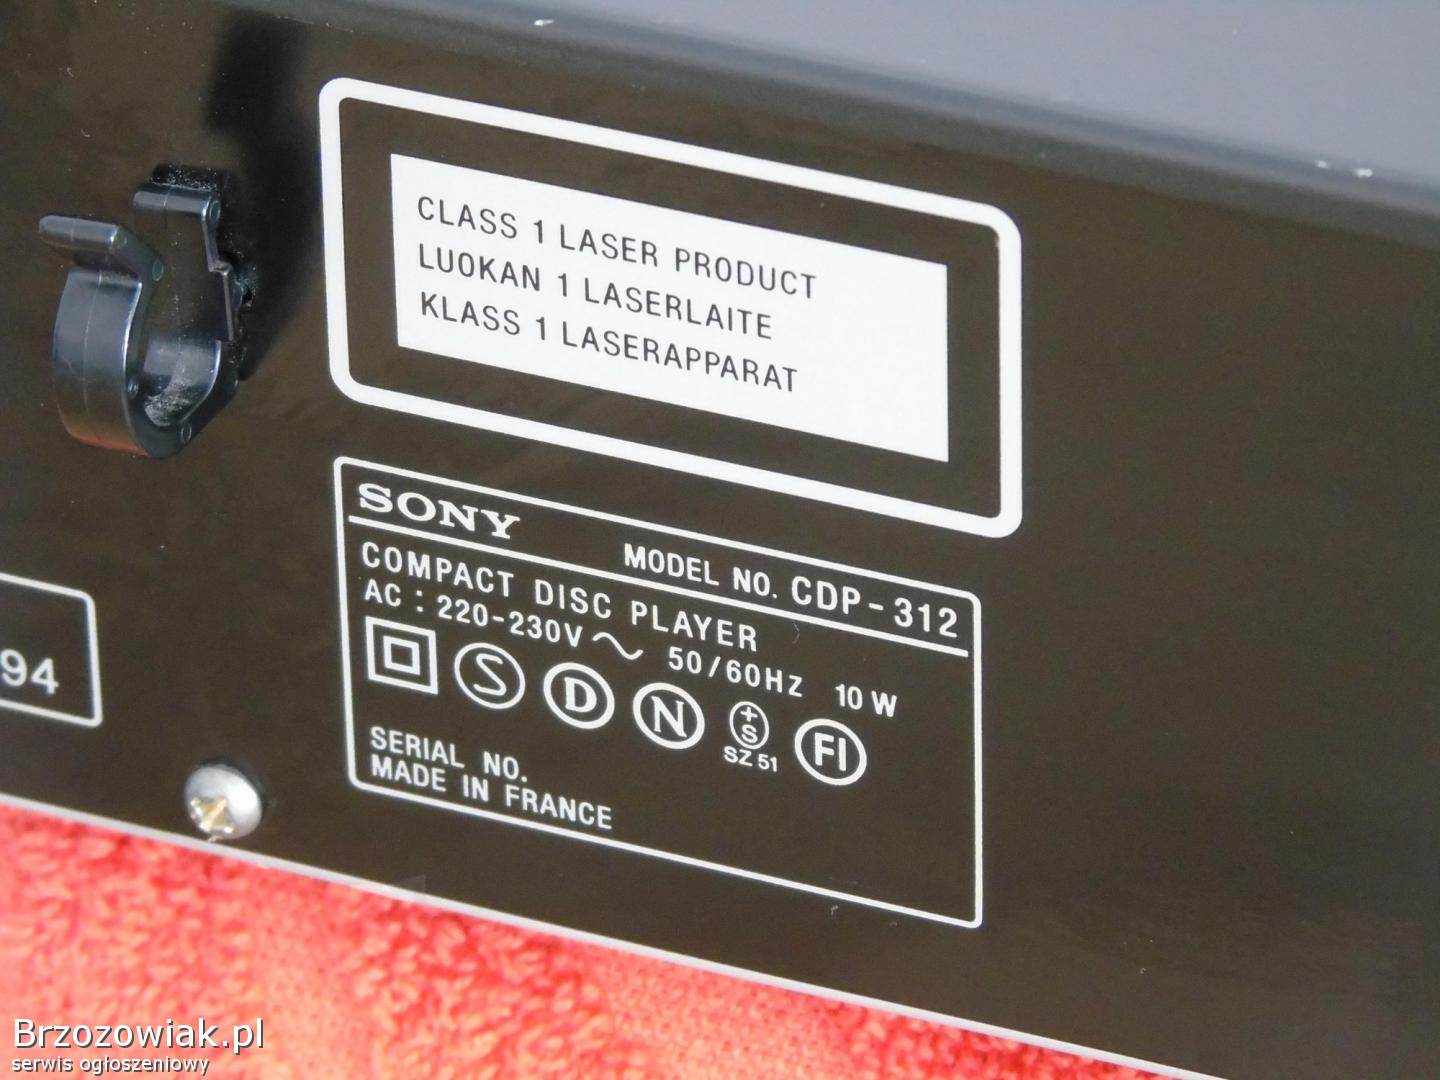 CLASS 1 LASER PRODUCT
LUOKAN 1 LASERLAITE
KLASS 1 LASERAPPARAT
SONY MODEL NO. CDP-312
COMPACT DISC PLAYER
AC : 220-230V ~ 50/60HZ 10 W
S D N +S FI
SZ 51
SERIAL NO.
MADE IN FRANCE
94
Brzozowiak.pl
serwis ogłoszeniowy